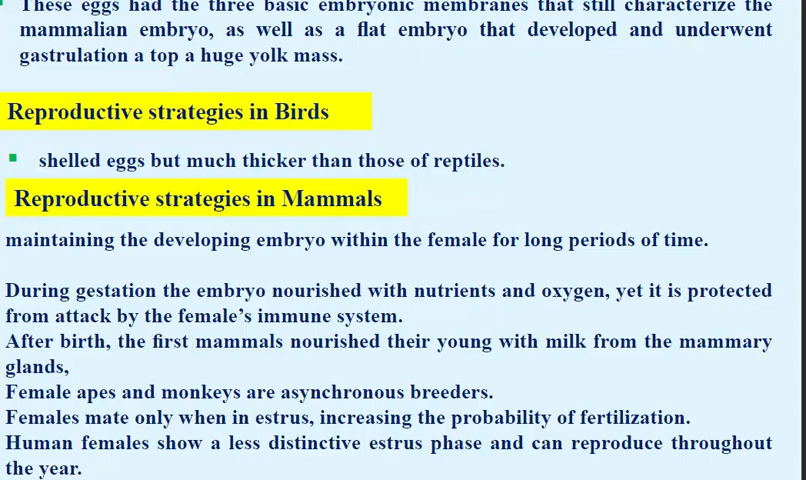 These eggs had the three basic embryonic membranes that still characterize the
mammalian embryo, as well as a flat embryo that developed and underwent
gastrulation a top a huge yolk mass.
Reproductive strategies in Birds
shelled eggs but much thicker than those of reptiles.
Reproductive strategies in Mammals
maintaining the developing embryo within the female for long periods of time.
During gestation the embryo nourished with nutrients and oxygen, yet it is protected
from attack by the female's immune system.
After birth, the first mammals nourished their young with milk from the mammary
glands,
Female apes and monkeys are asynchronous breeders.
Females mate only when in estrus, increasing the probability of fertilization.
Human females show a less distinctive estrus phase and can reproduce throughout
the year.